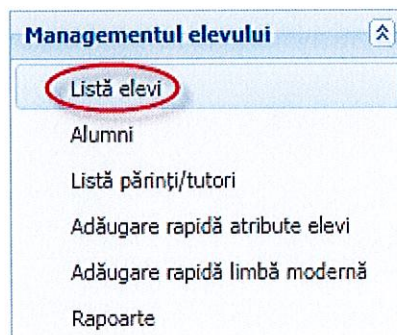 Managementul elevului
Listă elevi
Alumni
Listă părinți/tutori
Adăugare rapidă atribute elevi
Adăugare rapidă limbă modernă
Rapoarte